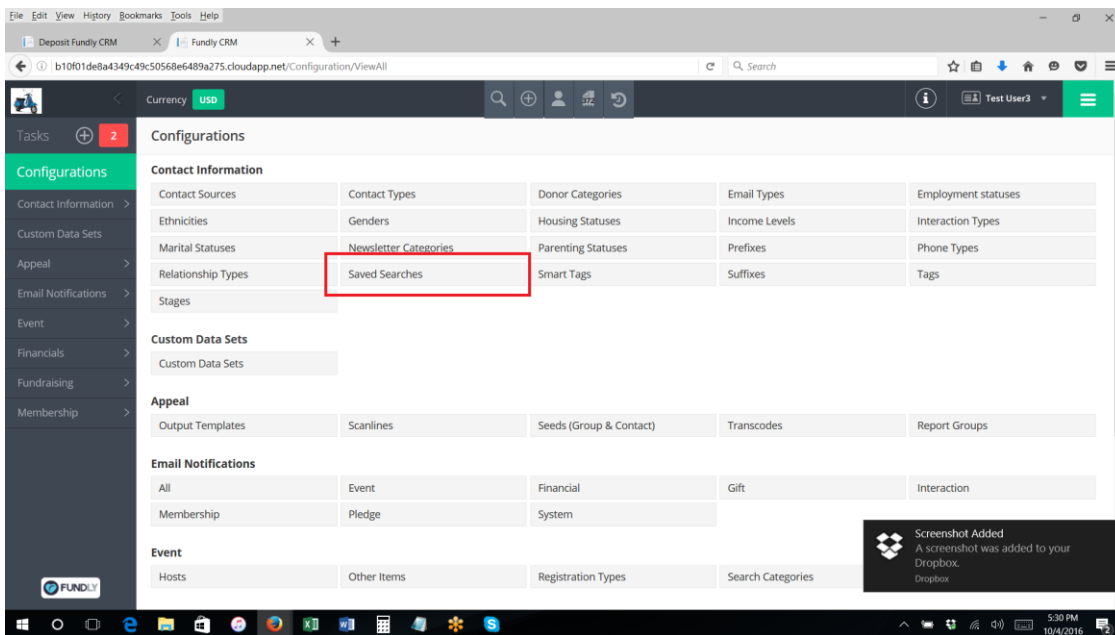 File Edit View History Bookmarks Tools Help
Deposit Fundly CRM
Fundly CRM
b10f01de8a4349c49c50568e6489a275.cloudapp.net/Configuration/ViewAll
Search
Currency USD
Test User3
Tasks 2
Configurations
Configurations
Contact Information
Custom Data Sets
Appeal
Email Notifications
Event
Financials
Fundraising
Membership
FUNDLY
Contact Information
Contact Sources Contact Types Donor Categories Email Types Employment statuses
Ethnicities Genders Housing Statuses Income Levels Interaction Types
Marital Statuses Newsletter Categories Parenting Statuses Prefixes Phone Types
Relationship Types Saved Searches Smart Tags Suffixes Tags
Stages
Custom Data Sets
Custom Data Sets
Appeal
Output Templates Scanlines Seeds (Group & Contact) Transcodes Report Groups
Email Notifications
All Event Financial Gift Interaction
Membership Pledge System
Event
Hosts Other Items Registration Types Search Categories
Screenshot Added
A screenshot was added to your
Dropbox.
Dropbox
5:30 PM
10/4/2016